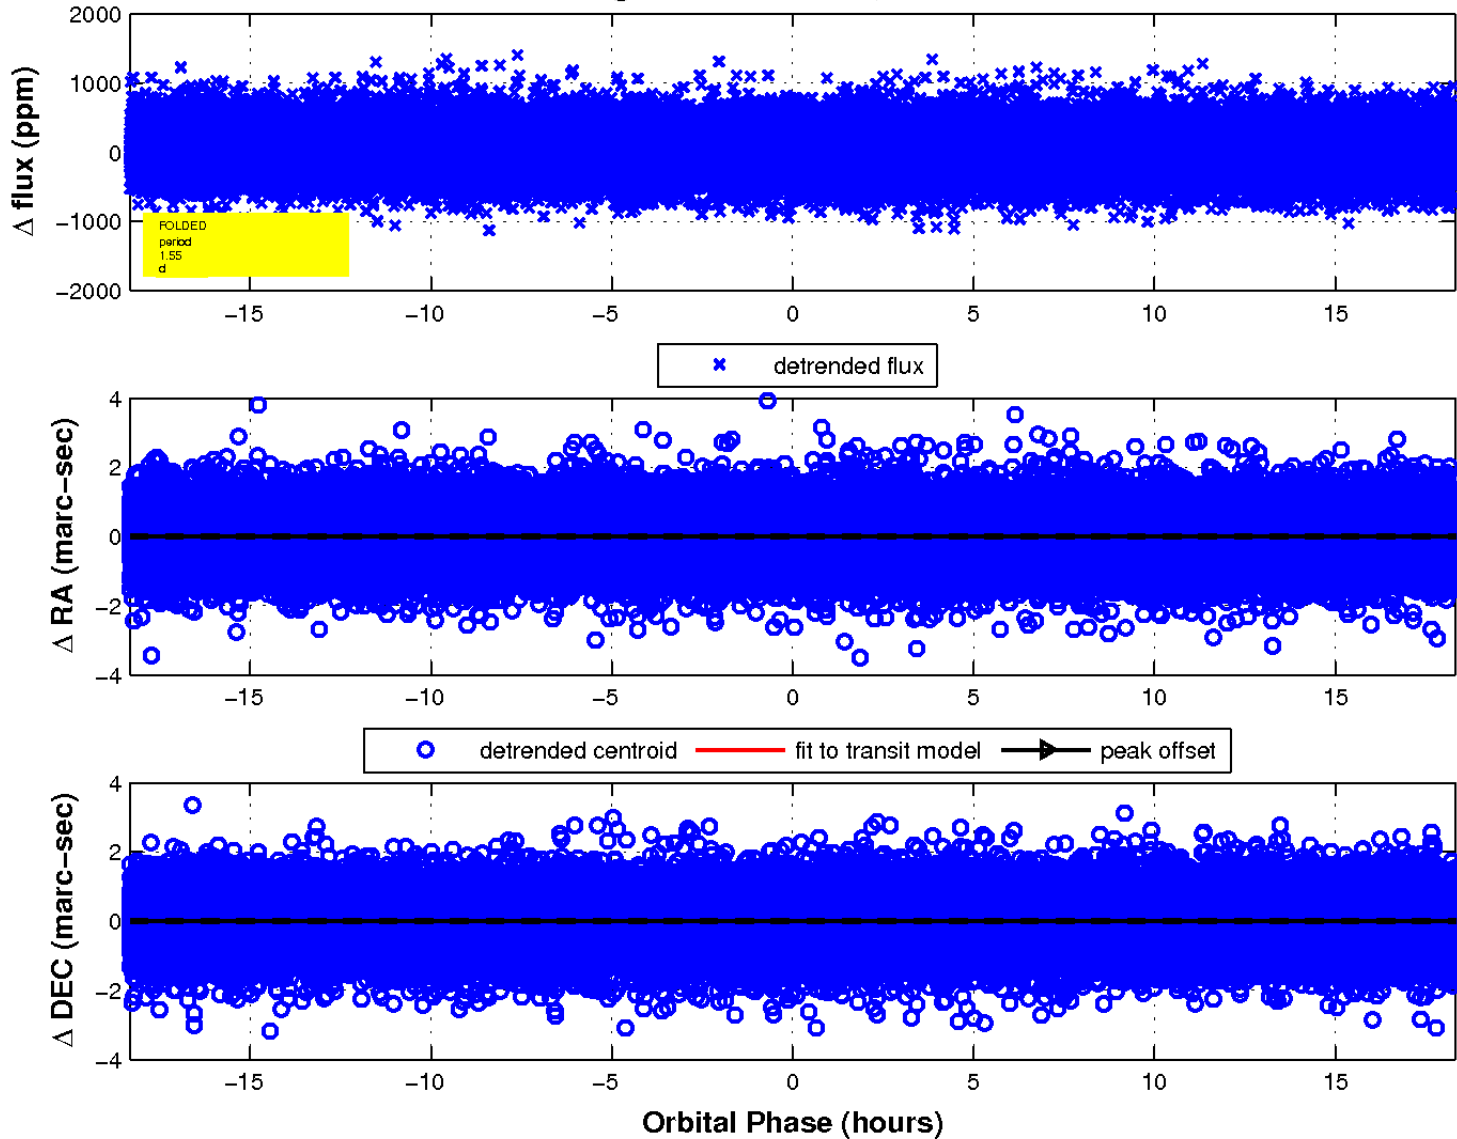 2000
1000
0
−1000
−2000
Δ flux (ppm)
FOLDED
period
1.55
d
−15 −10 −5 0 5 10 15
detrended flux
4
2
0
−2
−4
Δ RA (marc−sec)
−15 −10 −5 0 5 10 15
detrended centroid fit to transit model peak offset
4
2
0
−2
−4
Δ DEC (marc−sec)
−15 −10 −5 0 5 10 15
Orbital Phase (hours)